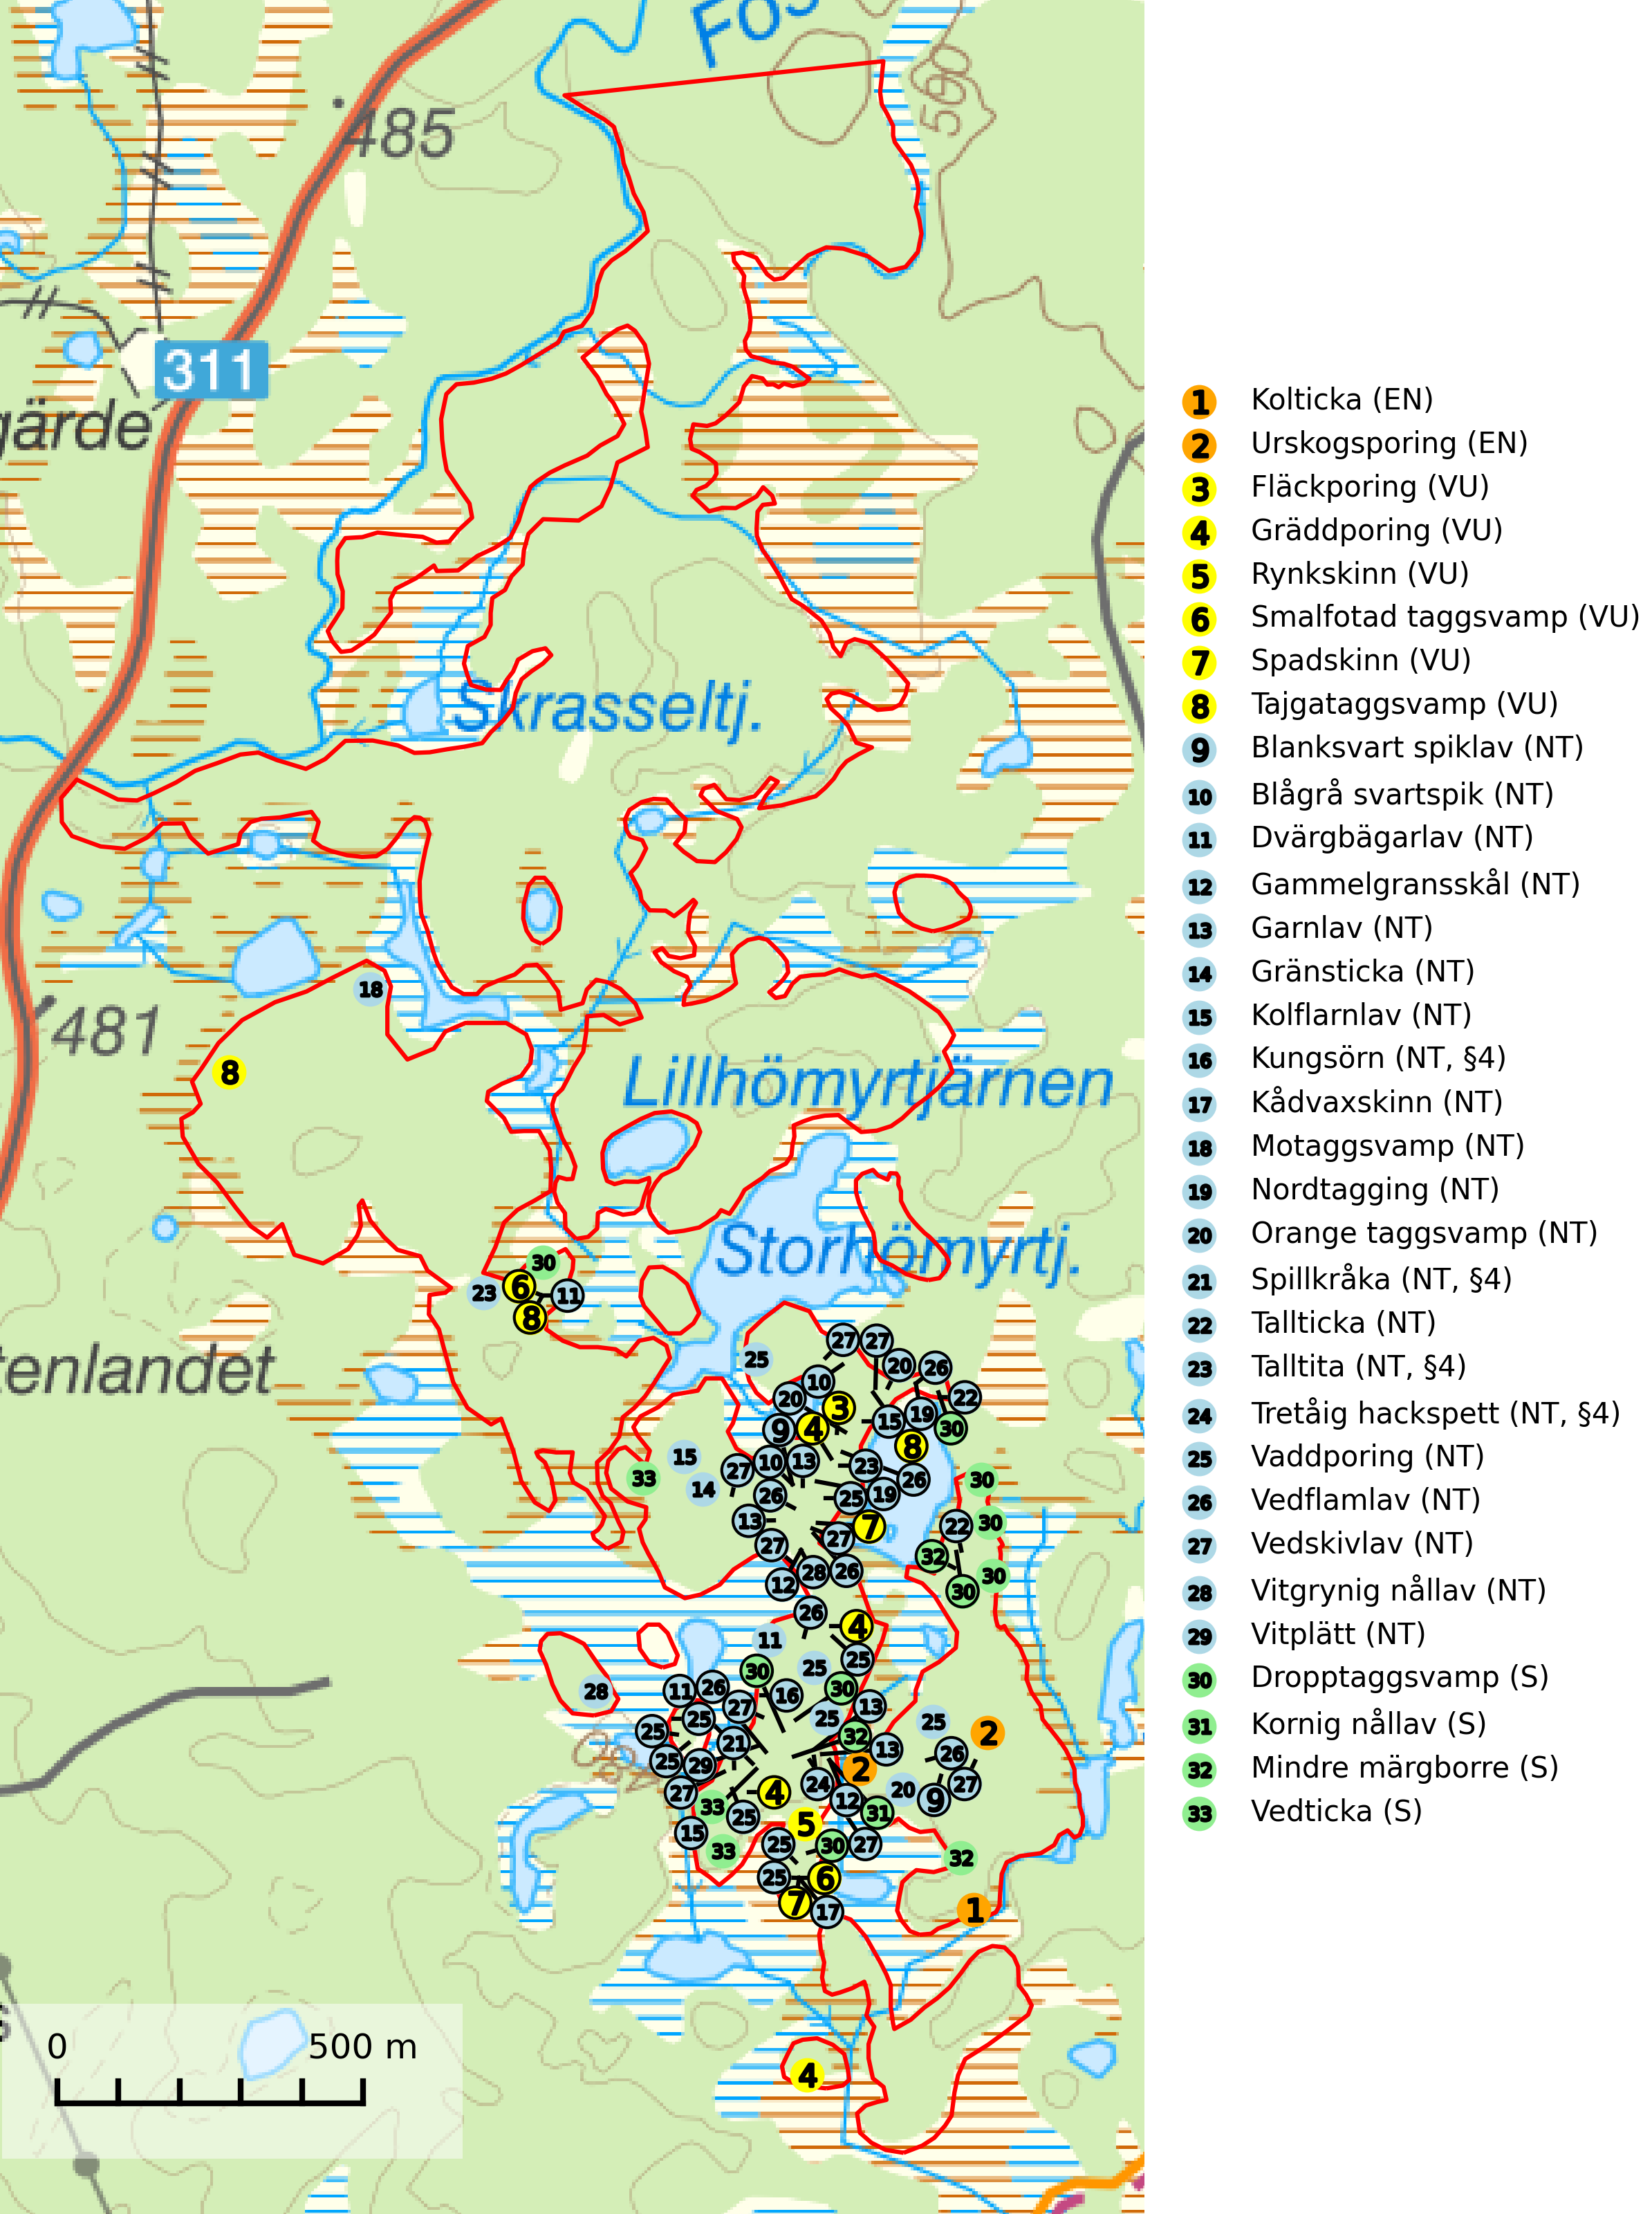 485
311
gärde
Skrasseltj.
481
Lillhömyrtjärnen
Storhömyrtj.
tenlandet
18
8
30
23
6
11
8
27
27
25
20
26
10
22
20
3
19
15
9
4
30
8
15
27
10
13
23
33
14
26
25
19
26
30
13
7
22
30
27
27
32
12
28
26
30
30
26
4
11
25
25
30
28
11
26
16
30
27
13
25
25
25
25
2
21
32
13
26
25
29
2
27
24
20
27
4
12
9
33
25
31
15
5
33
25
30
27
32
25
6
7
17
1
4
0 500 m
1 Kolticka (EN)
2 Urskogsporing (EN)
3 Fläckporing (VU)
4 Gräddporing (VU)
5 Rynkskinn (VU)
6 Smalfotad taggsvamp (VU)
7 Spadskinn (VU)
8 Tajgataggsvamp (VU)
9 Blanksvart spiklav (NT)
10 Blågrå svartspik (NT)
11 Dvärgbägarlav (NT)
12 Gammelgransskål (NT)
13 Garnlav (NT)
14 Gränsticka (NT)
15 Kolflarnlav (NT)
16 Kungsörn (NT, §4)
17 Kådvaxskinn (NT)
18 Motaggsvamp (NT)
19 Nordtagging (NT)
20 Orange taggsvamp (NT)
21 Spillkråka (NT, §4)
22 Tallticka (NT)
23 Talltita (NT, §4)
24 Tretåig hackspett (NT, §4)
25 Vaddporing (NT)
26 Vedflamlav (NT)
27 Vedskivlav (NT)
28 Vitgrynig nållav (NT)
29 Vitplätt (NT)
30 Dropptaggsvamp (S)
31 Kornig nållav (S)
32 Mindre märgborre (S)
33 Vedticka (S)